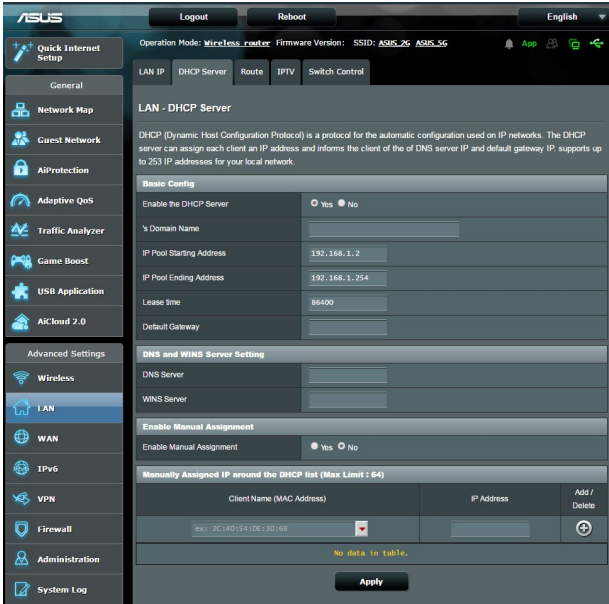 ASUS
Logout
Reboot
English
Quick Internet Setup
Operation Mode: Wireless router Firmware Version: SSID: ASUS_2G ASUS_5G
App
LAN IP DHCP Server Route IPTV Switch Control
General
Network Map
Guest Network
AiProtection
Adaptive QoS
Traffic Analyzer
Game Boost
USB Application
AiCloud 2.0
Advanced Settings
Wireless
LAN
WAN
IPv6
VPN
Firewall
Administration
System Log
LAN - DHCP Server
DHCP (Dynamic Host Configuration Protocol) is a protocol for the automatic configuration used on IP networks. The DHCP
server can assign each client an IP address and informs the client of the of DNS server IP and default gateway IP. supports up
to 253 IP addresses for your local network.
Basic Config
Enable the DHCP Server Yes No
's Domain Name
IP Pool Starting Address 192.168.1.2
IP Pool Ending Address 192.168.1.254
Lease time 86400
Default Gateway
DNS and WINS Server Setting
DNS Server
WINS Server
Enable Manual Assignment
Enable Manual Assignment Yes No
Manually Assigned IP around the DHCP list (Max Limit : 64)
Client Name (MAC Address) IP Address Add / Delete
ex: 2C:4D:54:DE:3D:68
No data in table.
Apply